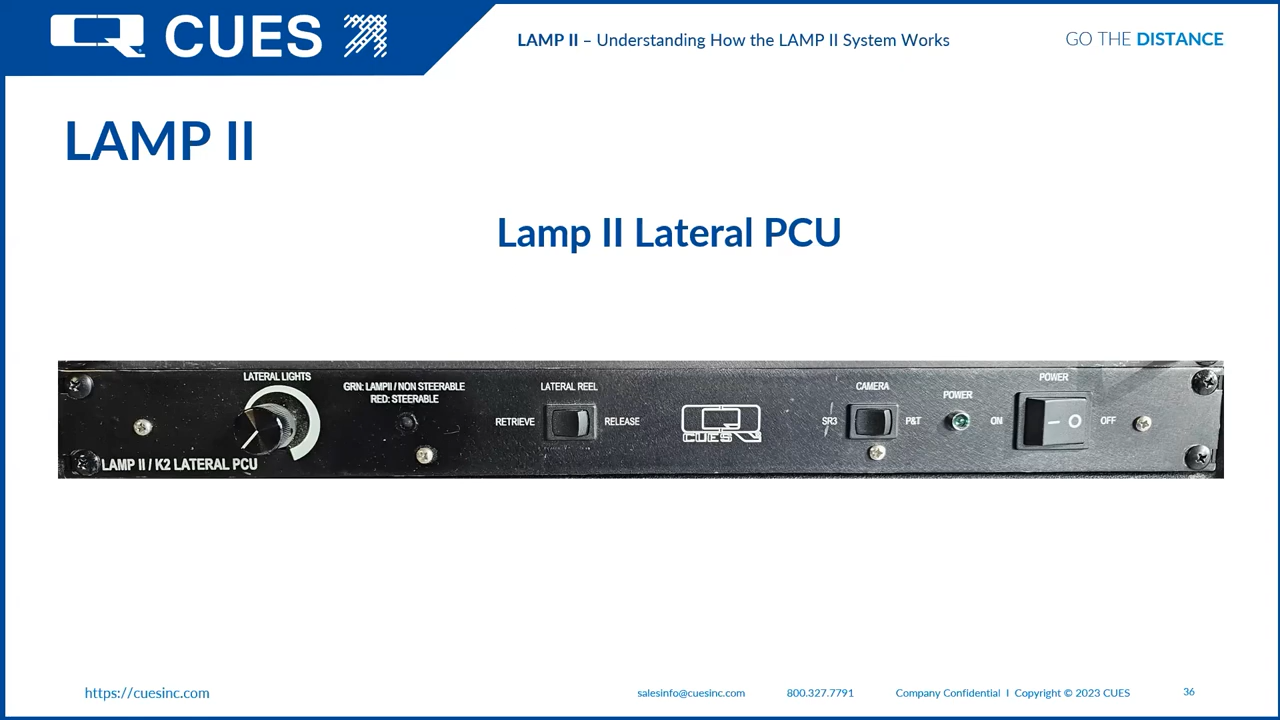 CUES
LAMP II – Understanding How the LAMP II System Works
GO THE DISTANCE
LAMP II
Lamp II Lateral PCU
LATERAL LIGHTS
LAMP II / K2 LATERAL PCU
GRN: LAMPII / NON STEERABLE
RED: STEERABLE
LATERAL REEL
RETRIEVE
RELEASE
CUES
CAMERA
SR3
P&T
POWER
POWER
ON
OFF
https://cuesinc.com
salesinfo@cuesinc.com
800.327.7791
Company Confidential I Copyright © 2023 CUES
36